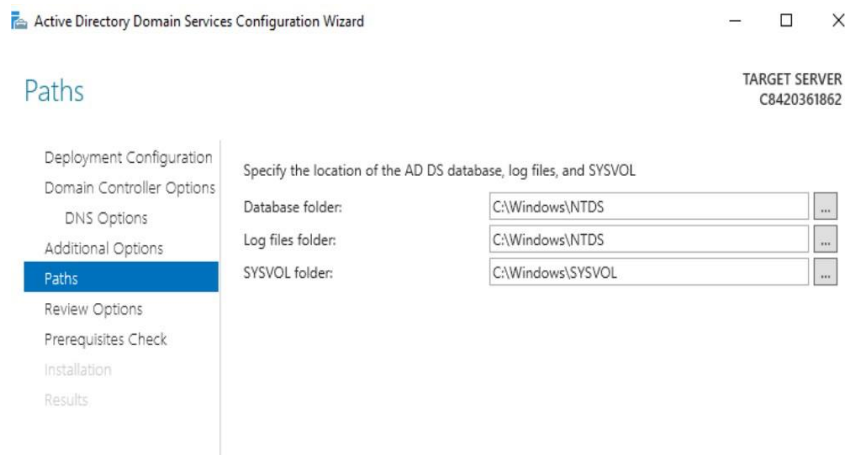 Active Directory Domain Services Configuration Wizard
Paths
TARGET SERVER
C8420361862
Deployment Configuration
Domain Controller Options
DNS Options
Additional Options
Paths
Review Options
Prerequisites Check
Installation
Results
Specify the location of the AD DS database, log files, and SYSVOL
Database folder: C:\Windows\NTDS ...
Log files folder: C:\Windows\NTDS ...
SYSVOL folder: C:\Windows\SYSVOL ...